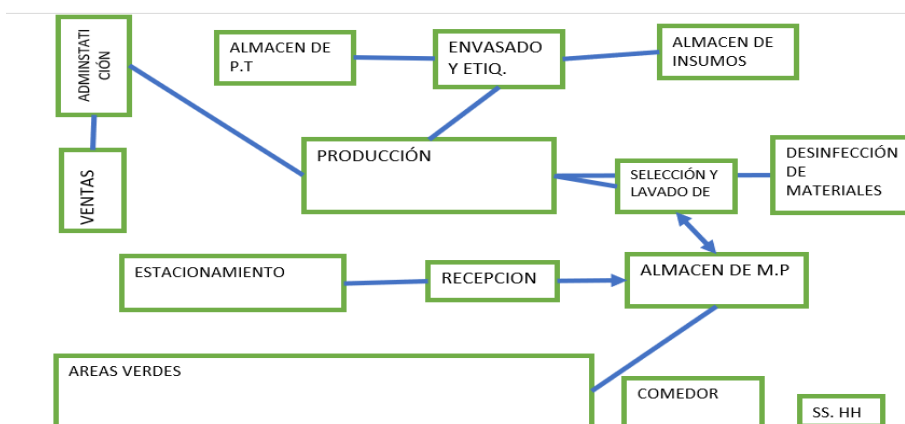 ADMINSTATI
CIÓN
ALMACEN DE
P.T
ENVASADO
Y ETIQ.
ALMACEN DE
INSUMOS
VENTAS
PRODUCCIÓN
SELECCIÓN Y
LAVADO DE
DESINFECCIÓN
DE
MATERIALES
ESTACIONAMIENTO
RECEPCION
ALMACEN DE M.P
AREAS VERDES
COMEDOR
SS. HH